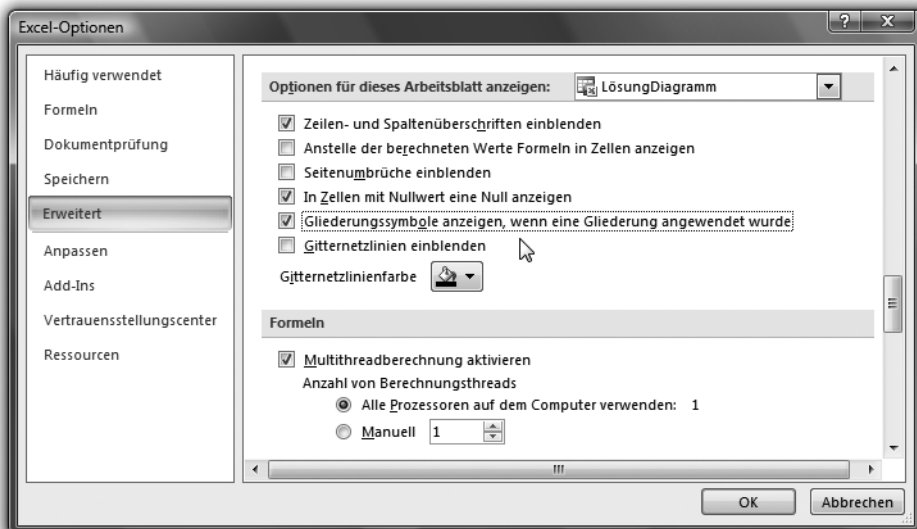 Excel-Optionen
Häufig verwendet
Formeln
Dokumentprüfung
Speichern
Erweitert
Anpassen
Add-Ins
Vertrauensstellungscenter
Ressourcen
Optionen für dieses Arbeitsblatt anzeigen: LösungDiagramm
Zeilen- und Spaltenüberschriften einblenden
Anstelle der berechneten Werte Formeln in Zellen anzeigen
Seitenumbrüche einblenden
In Zellen mit Nullwert eine Null anzeigen
Gliederungssymbole anzeigen, wenn eine Gliederung angewendet wurde
Gitternetzlinien einblenden
Gitternetzlinienfarbe
Formeln
Multithreadberechnung aktivieren
Anzahl von Berechnungsthreads
Alle Prozessoren auf dem Computer verwenden: 1
Manuell 1
OK Abbrechen